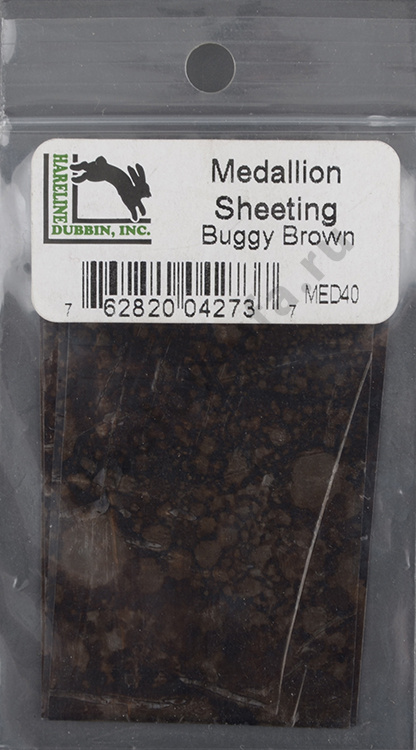 HARELINE
DUBBIN, INC.
Medallion
Sheeting
Buggy Brown
7 62820 04273 7
MED40